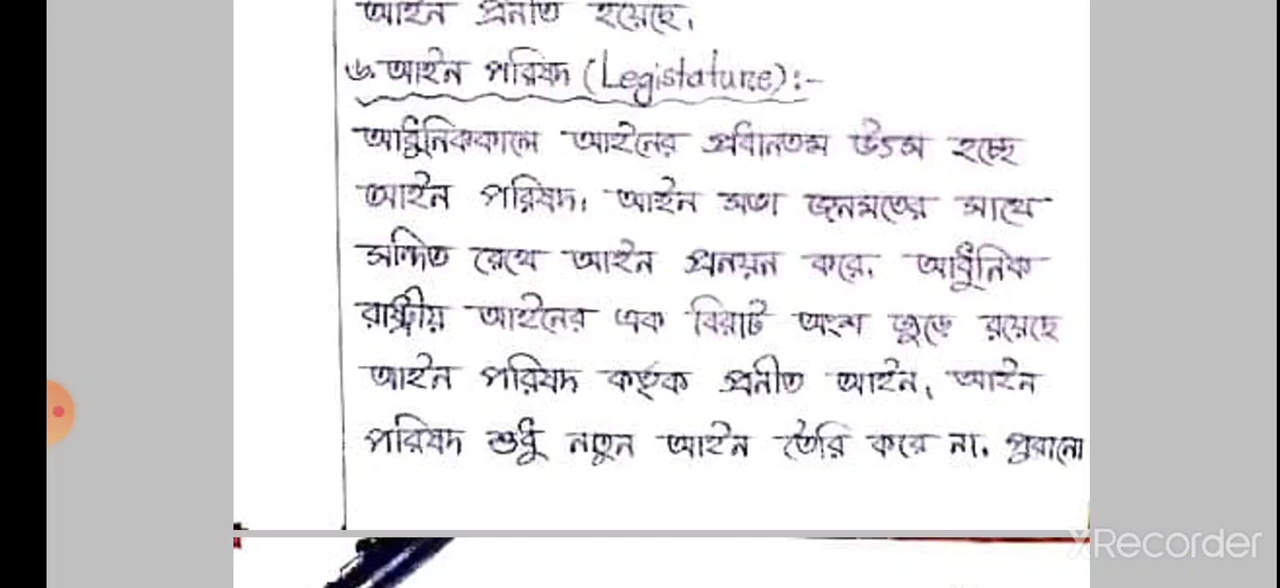 আইন প্রনীত হয়েছে।
৬. আইন পরিষদ (Legistature):-
আধুনিককালে আইনের প্রধানতম উৎস হচ্ছে
আইন পরিষদ। আইন সভা জনমতের সাথে
সঙ্গতি রেখে আইন প্রনয়ন করে. আধুনিক
রাষ্ট্রীয় আইনের এক বিরাট অংশ জুড়ে রয়েছে
আইন পরিষদ কর্তৃক প্রনীত আইন, আইন
পরিষদ শুধু নতুন আইন তৈরি করে না. পুরানো
XRecorder